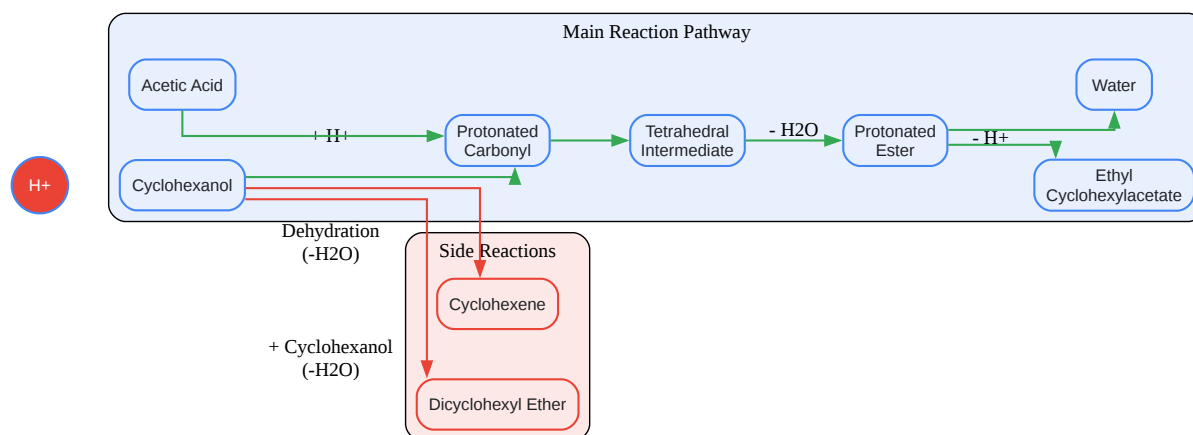 Main Reaction Pathway
Acetic Acid
Water
+ H+
Protonated
Carbonyl
Tetrahedral
Intermediate
- H2O
Protonated
Ester
- H+
H+
Cyclohexanol
Ethyl
Cyclohexylacetate
Dehydration
(-H2O)
Side Reactions
Cyclohexene
+ Cyclohexanol
(-H2O)
Dicyclohexyl Ether